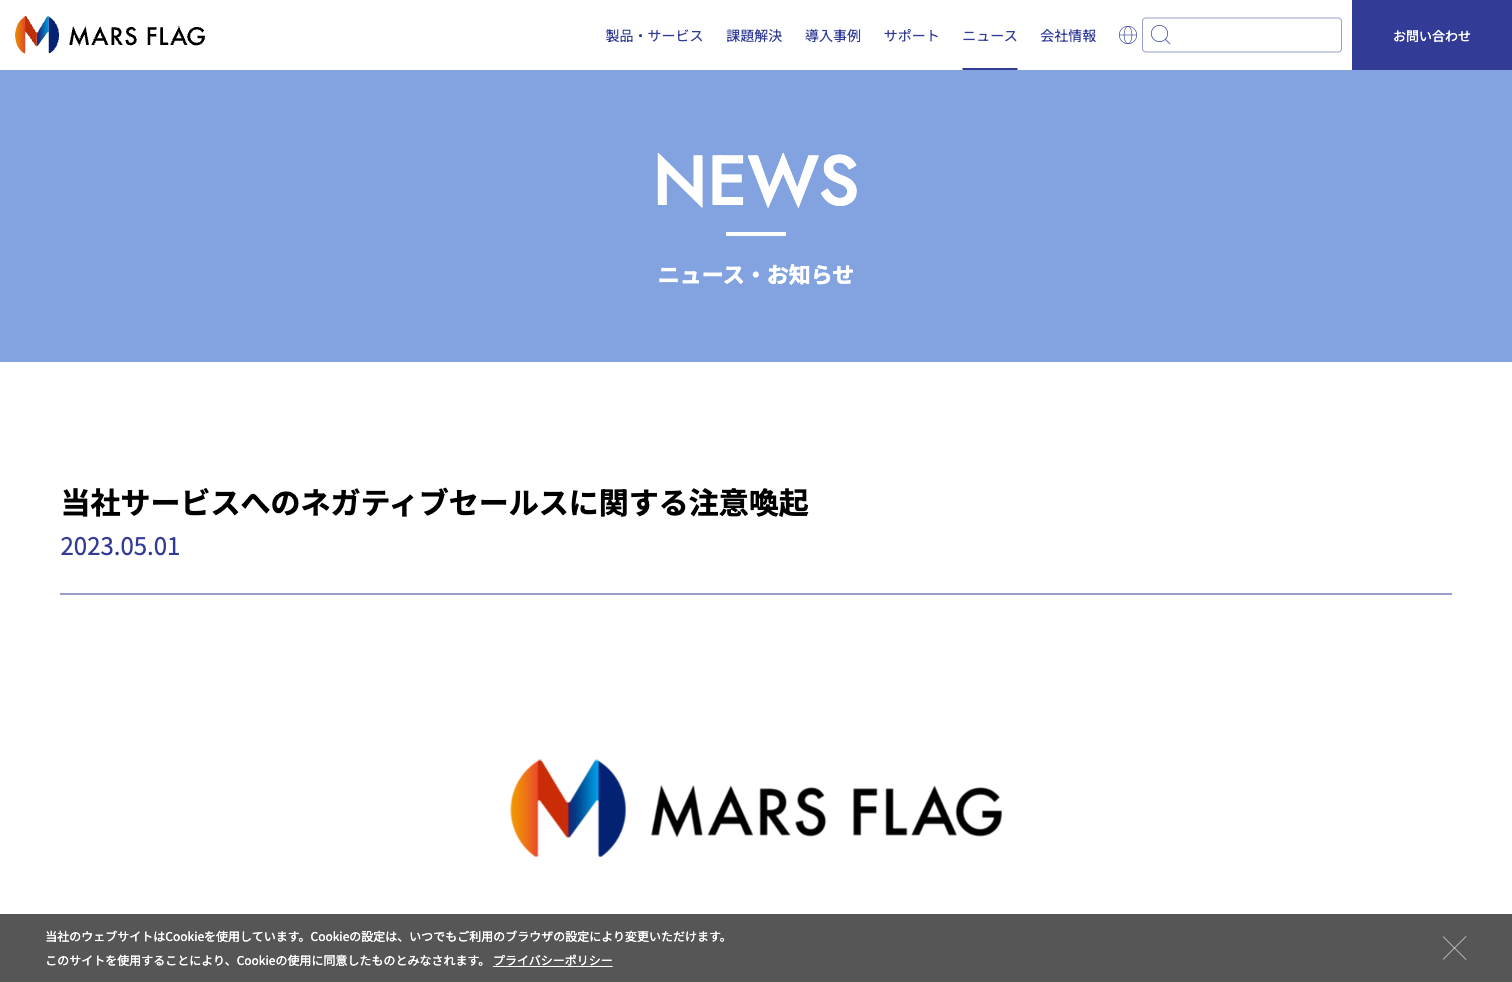 MARS FLAG
製品・サービス 課題解決 導入事例 サポート ニュース 会社情報
お問い合わせ
NEWS
ニュース・お知らせ
当社サービスへのネガティブセールスに関する注意喚起
2023.05.01
MARS FLAG
当社のウェブサイトはCookieを使用しています。Cookieの設定は、いつでもご利用のブラウザの設定により変更いただけます。
このサイトを使用することにより、Cookieの使用に同意したものとみなされます。 プライバシーポリシー